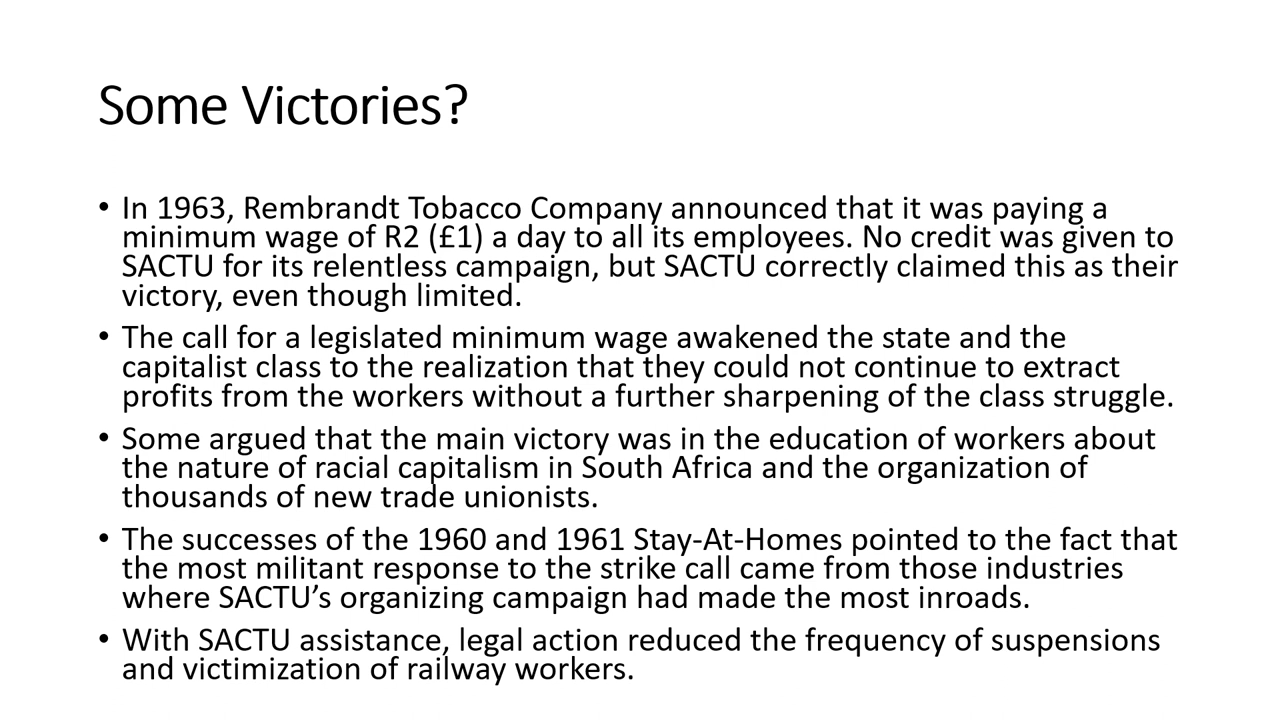 Some Victories?
• In 1963, Rembrandt Tobacco Company announced that it was paying a
minimum wage of R2 (£1) a day to all its employees. No credit was given to
SACTU for its relentless campaign, but SACTU correctly claimed this as their
victory, even though limited.
• The call for a legislated minimum wage awakened the state and the
capitalist class to the realization that they could not continue to extract
profits from the workers without a further sharpening of the class struggle.
• Some argued that the main victory was in the education of workers about
the nature of racial capitalism in South Africa and the organization of
thousands of new trade unionists.
• The successes of the 1960 and 1961 Stay-At-Homes pointed to the fact that
the most militant response to the strike call came from those industries
where SACTU’s organizing campaign had made the most inroads.
• With SACTU assistance, legal action reduced the frequency of suspensions
and victimization of railway workers.